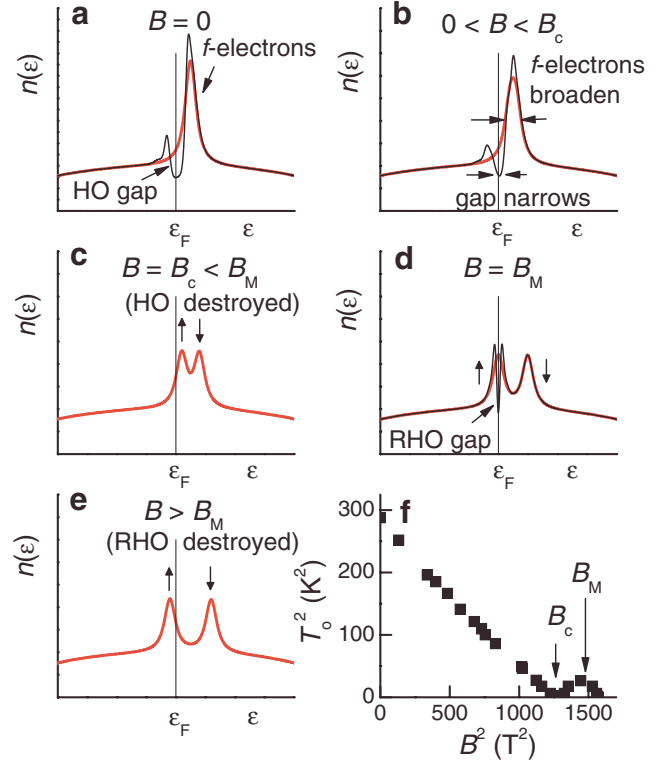 a
B = 0
f-electrons
HO gap
n(ε)
ε_F
ε
b
0 < B < B_c
f-electrons
broaden
gap narrows
n(ε)
ε_F
ε
c
B = B_c < B_M
(HO destroyed)
n(ε)
ε_F
ε
d
B = B_M
RHO gap
n(ε)
ε_F
ε
e
B > B_M
(RHO destroyed)
n(ε)
ε_F
ε
f
300
200
100
0
T_o^2 (K^2)
B_c
B_M
0
500
1000
1500
B^2 (T^2)